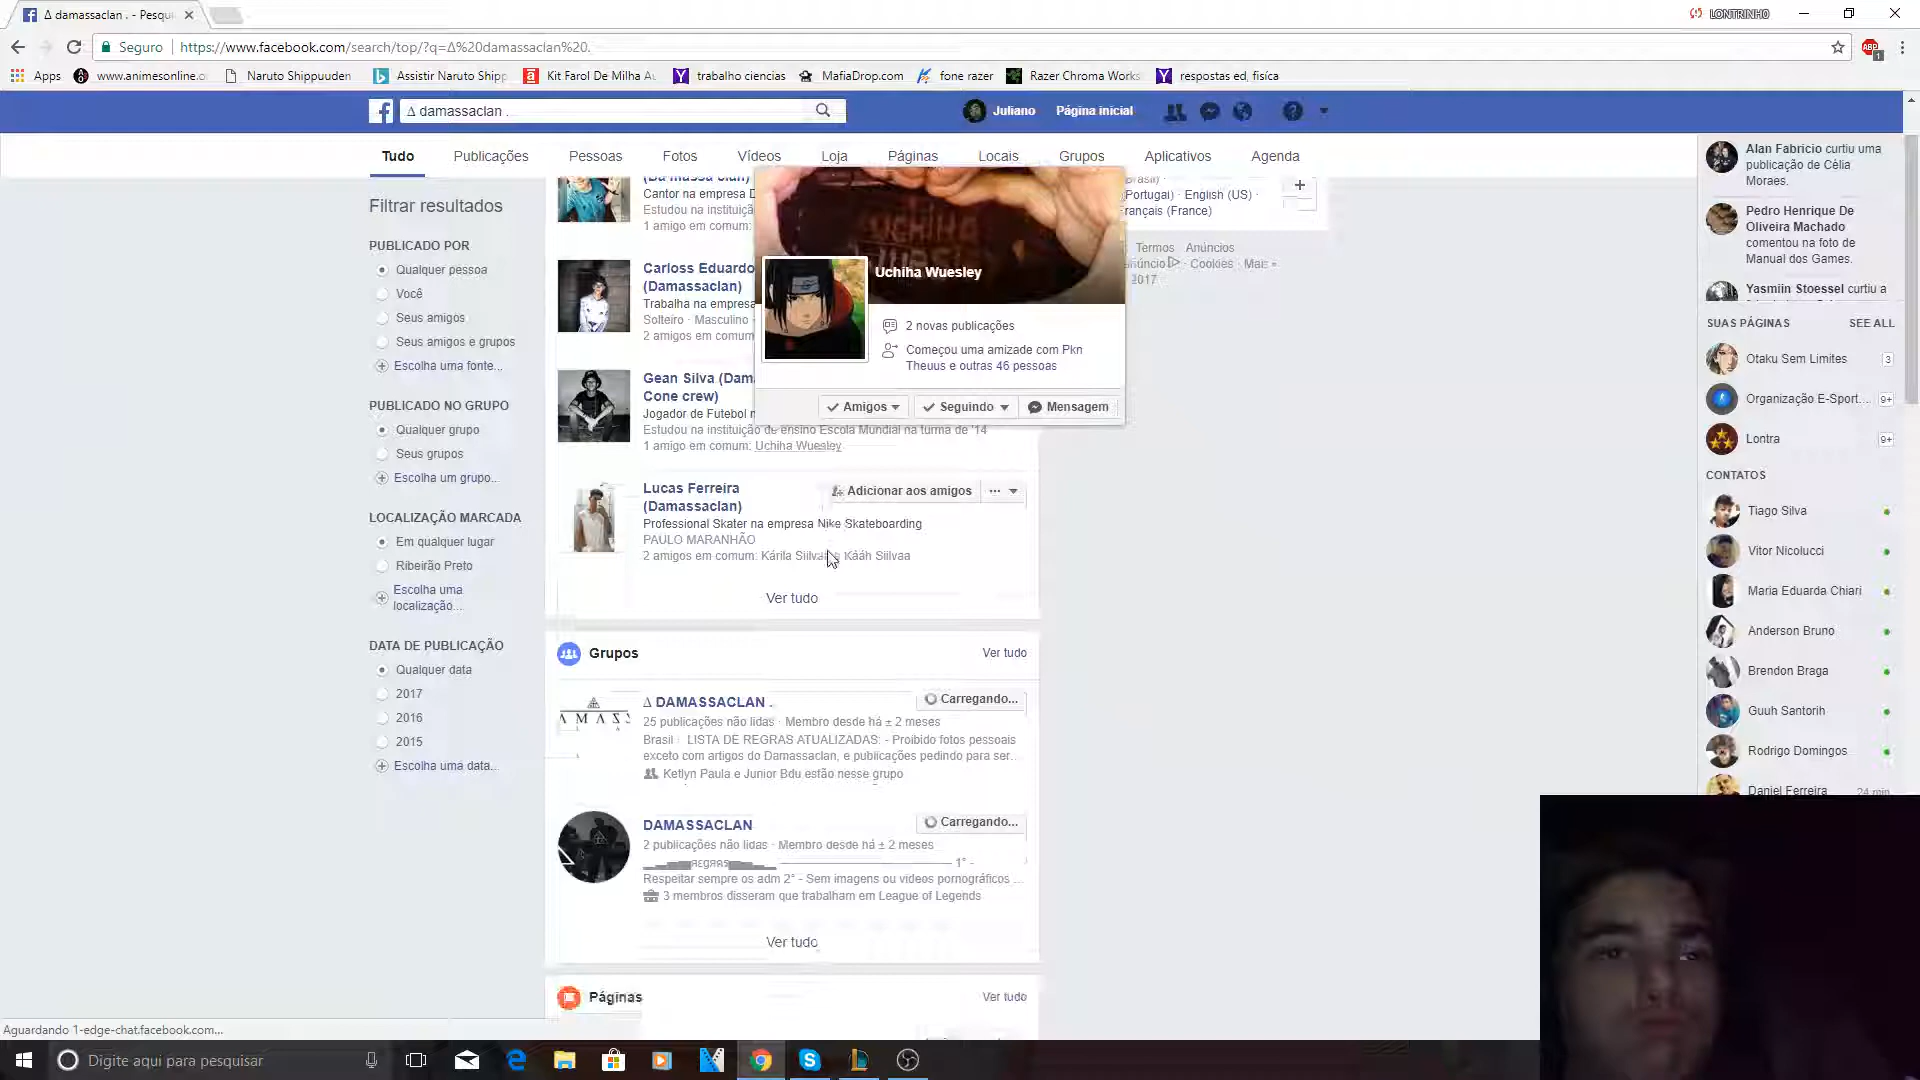 Δ damassaclan . - Pesqu
LONTRINH0
Seguro
https://www.facebook.com/search/top/?q=Δ%20damassaclan%20.
Apps
www.animesonline.o
Naruto Shippuuden
Assistir Naruto Shipp
Kit Farol De Milha Au
trabalho ciencias
MafiaDrop.com
fone razer
Razer Chroma Works
respostas ed, física
Δ damassaclan .
Juliano
Página inicial
Tudo
Publicações
Pessoas
Fotos
Vídeos
Loja
Páginas
Locais
Grupos
Aplicativos
Agenda
Filtrar resultados
PUBLICADO POR
Qualquer pessoa
Você
Seus amigos
Seus amigos e grupos
Escolha uma fonte...
PUBLICADO NO GRUPO
Qualquer grupo
Seus grupos
Escolha um grupo...
LOCALIZAÇÃO MARCADA
Em qualquer lugar
Ribeirão Preto
Escolha uma
localização...
DATA DE PUBLICAÇÃO
Qualquer data
2017
2016
2015
Escolha uma data...
(Da massa clan)
Cantor na empresa D
Estudou na instituiçã
1 amigo em comum:
Carloss Eduardo
(Damassaclan)
Trabalha na empresa
Solteiro · Masculino ·
2 amigos em comum
Gean Silva (Dam
Cone crew)
Jogador de Futebol n
Estudou na instituição de ensino Escola Mundial na turma de '14
1 amigo em comum: Uchiha Wuesley
Uchiha Wuesley
2 novas publicações
Começou uma amizade com Pkn
Theuus e outras 46 pessoas
Amigos
Seguindo
Mensagem
Lucas Ferreira
(Damassaclan)
Adicionar aos amigos
Professional Skater na empresa Nike Skateboarding
PAULO MARANHÃO
2 amigos em comum: Kárila Siilvaa e Kááh Siilvaa
Ver tudo
Grupos
Ver tudo
Δ DAMASSACLAN .
Carregando...
25 publicações não lidas · Membro desde há ± 2 meses
Brasil · LISTA DE REGRAS ATUALIZADAS: - Proibido fotos pessoais
exceto com artigos do Damassaclan, e publicações pedindo para ser...
Ketlyn Paula e Junior Bdu estão nesse grupo
DAMASSACLAN
Carregando...
2 publicações não lidas · Membro desde há ± 2 meses
1° -
Respeitar sempre os adm 2° - Sem imagens ou vídeos pornográficos ...
3 membros disseram que trabalham em League of Legends
Ver tudo
Páginas
Ver tudo
Brasil) ·
(Portugal) · English (US) ·
Français (France)
Termos · Anúncios
· Cookies · Mais
2017
Alan Fabricio curtiu uma
publicação de Célia
Moraes.
Pedro Henrique De
Oliveira Machado
comentou na foto de
Manual dos Games.
Yasmiin Stoessel curtiu a
SUAS PÁGINAS
SEE ALL
Otaku Sem Limites
3
Organização E-Sport...
9+
Lontra
9+
CONTATOS
Tiago Silva
Vitor Nicolucci
Maria Eduarda Chiari
Anderson Bruno
Brendon Braga
Guuh Santorih
Rodrigo Domingos
Daniel Ferreira
24 min
Aguardando 1-edge-chat.facebook.com...
Digite aqui para pesquisar